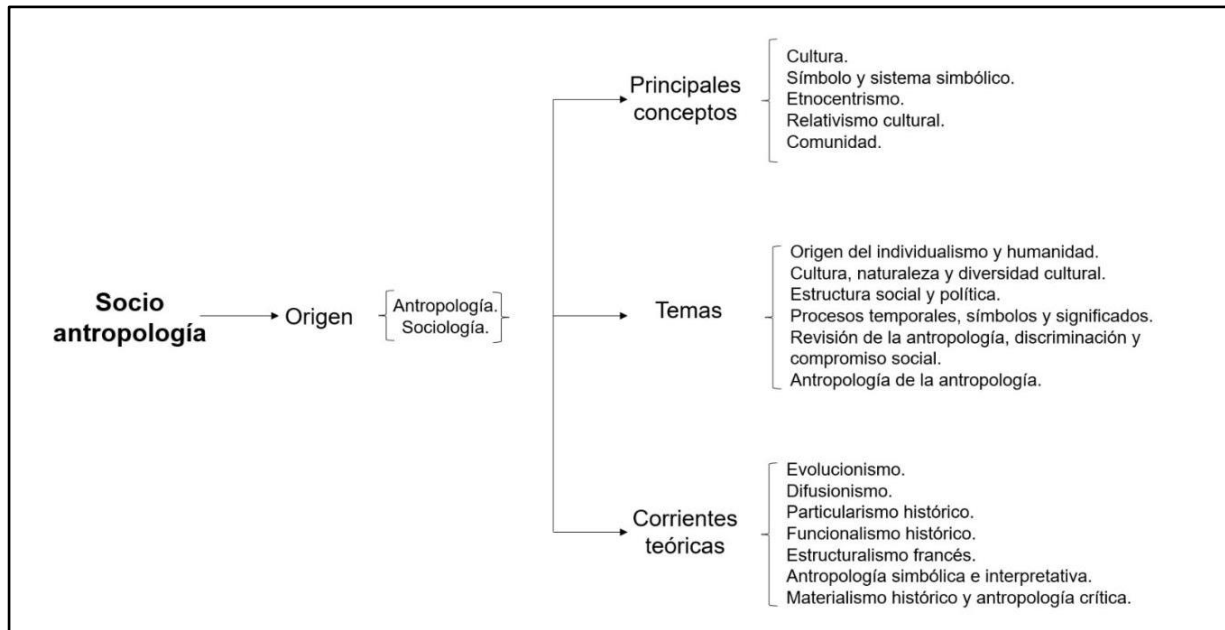 Socio
antropología
Origen
Antropología.
Sociología.
Principales
conceptos
Cultura.
Símbolo y sistema simbólico.
Etnocentrismo.
Relativismo cultural.
Comunidad.
Temas
Origen del individualismo y humanidad.
Cultura, naturaleza y diversidad cultural.
Estructura social y política.
Procesos temporales, símbolos y significados.
Revisión de la antropología, discriminación y
compromiso social.
Antropología de la antropología.
Corrientes
teóricas
Evolucionismo.
Difusionismo.
Particularismo histórico.
Funcionalismo histórico.
Estructuralismo francés.
Antropología simbólica e interpretativa.
Materialismo histórico y antropología crítica.